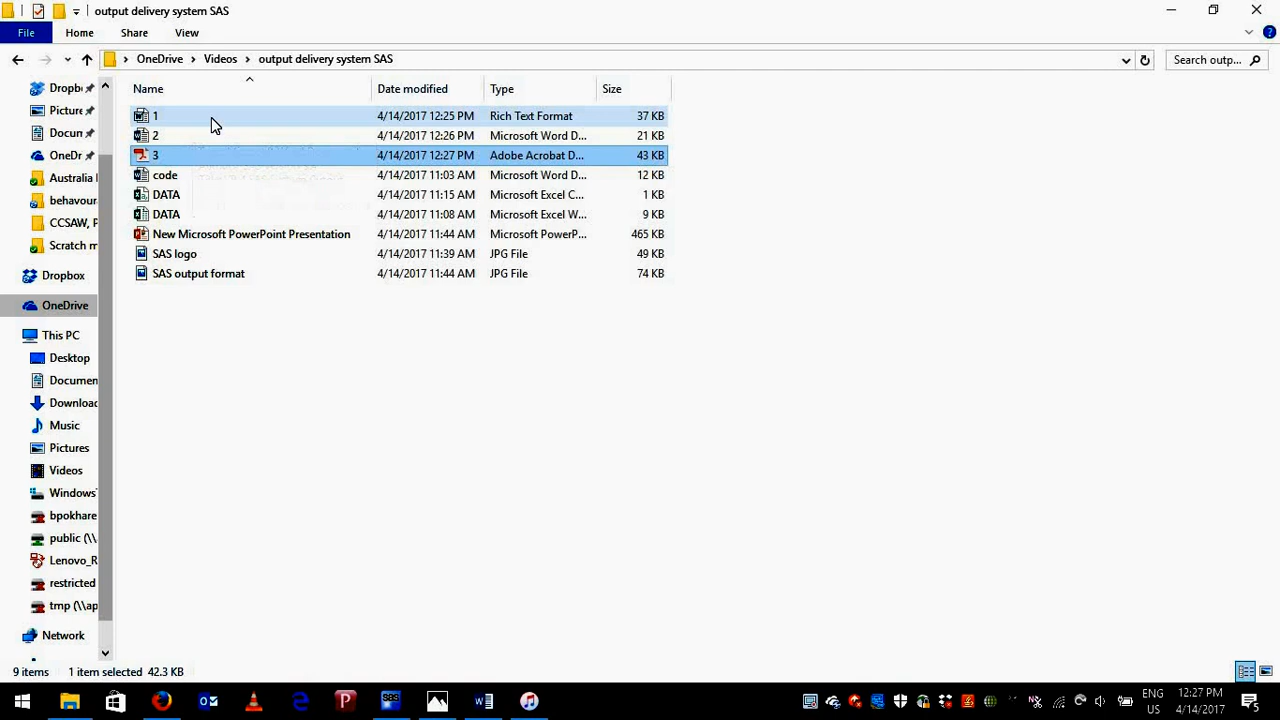 output delivery system SAS
File Home Share View
OneDrive Videos output delivery system SAS Search outp...
Name Date modified Type Size
Dropb
Picture
Docum
OneDr
Australia
behavour
CCSAW, P
Scratch m
Dropbox
OneDrive
This PC
Desktop
Documen
Downloac
Music
Pictures
Videos
Windows
bpokhare
public (\\
Lenovo_R
restricted
tmp (\\ap
Network
1 4/14/2017 12:25 PM Rich Text Format 37 KB
2 4/14/2017 12:26 PM Microsoft Word D... 21 KB
3 4/14/2017 12:27 PM Adobe Acrobat D... 43 KB
code 4/14/2017 11:03 AM Microsoft Word D... 12 KB
DATA 4/14/2017 11:15 AM Microsoft Excel C... 1 KB
DATA 4/14/2017 11:08 AM Microsoft Excel W... 9 KB
New Microsoft PowerPoint Presentation 4/14/2017 11:44 AM Microsoft PowerP... 465 KB
SAS logo 4/14/2017 11:39 AM JPG File 49 KB
SAS output format 4/14/2017 11:44 AM JPG File 74 KB
9 items 1 item selected 42.3 KB
ENG 12:27 PM
US 4/14/2017